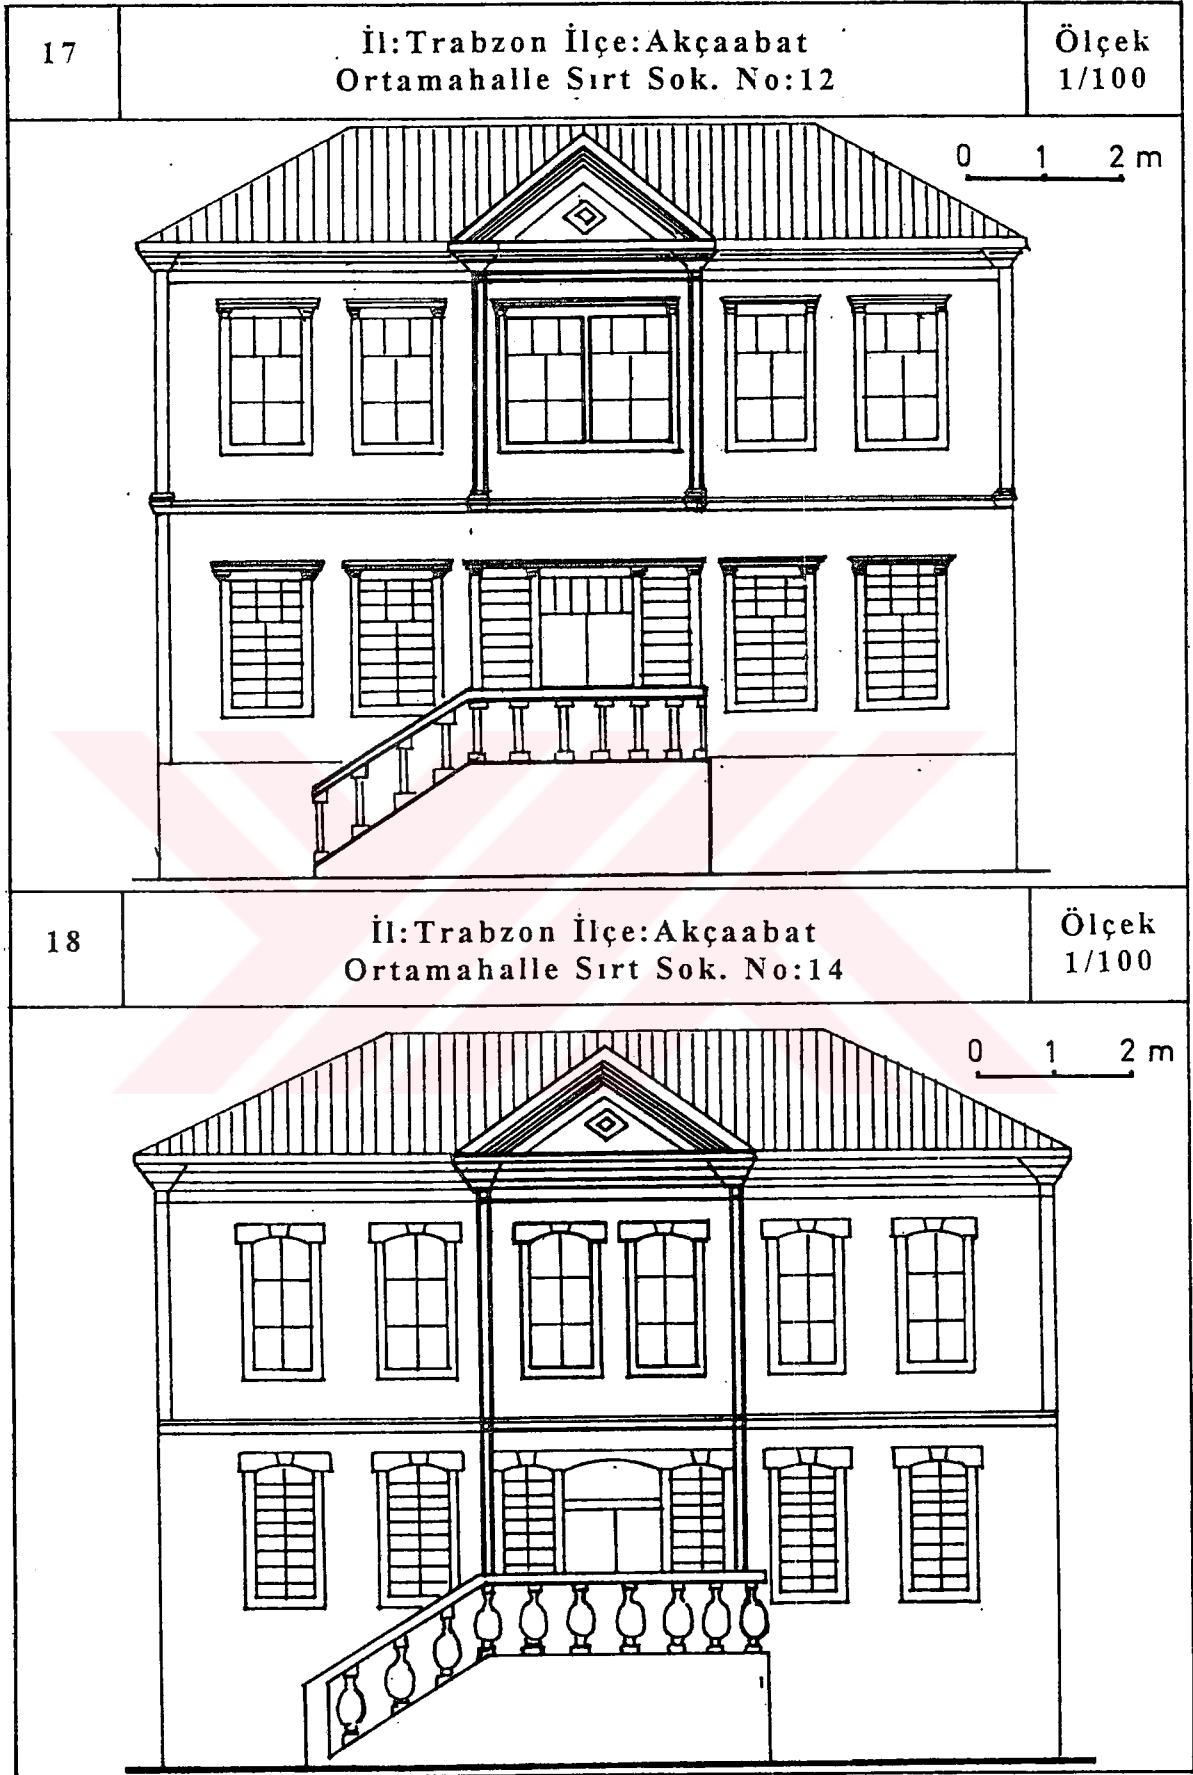 17
İl:Trabzon İlçe:Akçaabat
Ortamahalle Sırt Sok. No:12
Ölçek
1/100
0 1 2 m
18
İl:Trabzon İlçe:Akçaabat
Ortamahalle Sırt Sok. No:14
Ölçek
1/100
0 1 2 m